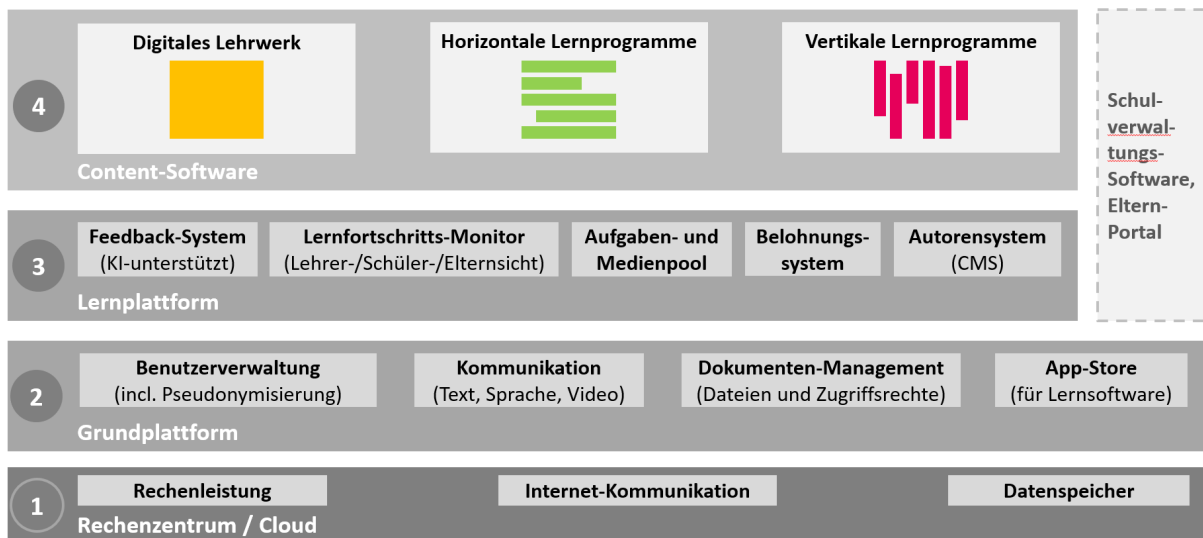 Digitales Lehrwerk
Horizontale Lernprogramme
Vertikale Lernprogramme
4
Content-Software
Schul-
verwal-
tungs-
Software,
Eltern-
Portal
Feedback-System
(KI-unterstützt)
Lernfortschritts-Monitor
(Lehrer-/Schüler-/Elternsicht)
Aufgaben- und
Medienpool
Belohnungs-
system
Autorensystem
(CMS)
3
Lernplattform
Benutzerverwaltung
(incl. Pseudonymisierung)
Kommunikation
(Text, Sprache, Video)
Dokumenten-Management
(Dateien und Zugriffsrechte)
App-Store
(für Lernsoftware)
2
Grundplattform
Rechenleistung
Internet-Kommunikation
Datenspeicher
1
Rechenzentrum / Cloud